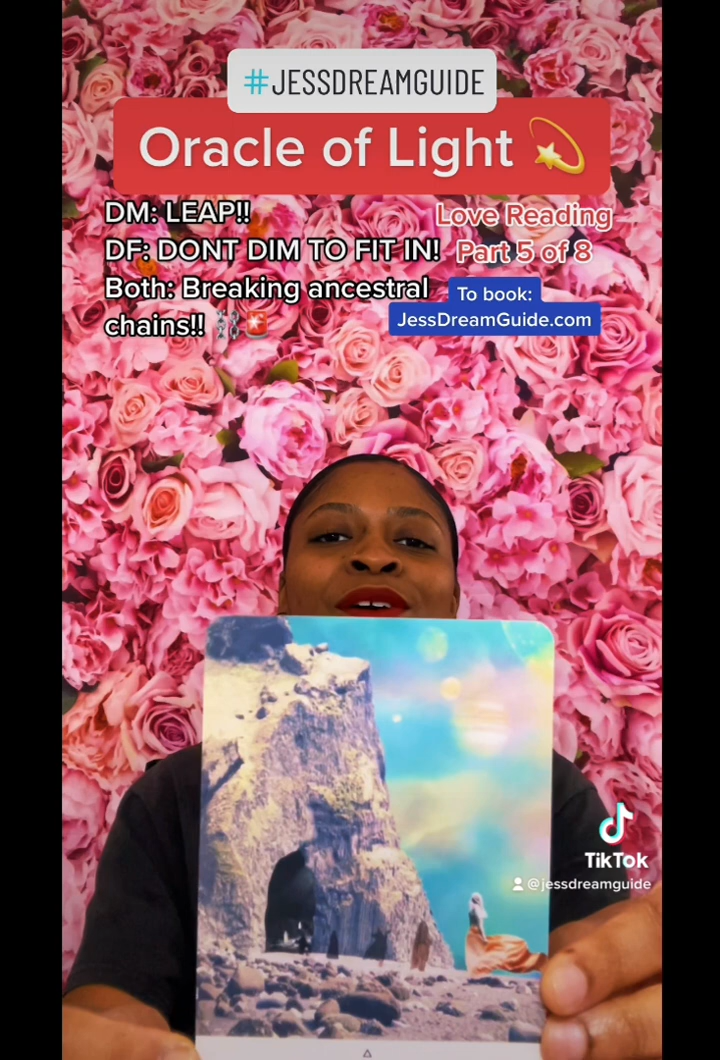 #JESSDREAMGUIDE
Oracle of Light 💫
DM: LEAP!!
Love Reading
DF: DONT DIM TO FIT IN!
Part 5 of 8
Both: Breaking ancestral
chains!! ⛓️🚨
To book:
JessDreamGuide.com
TikTok
@jessdreamguide